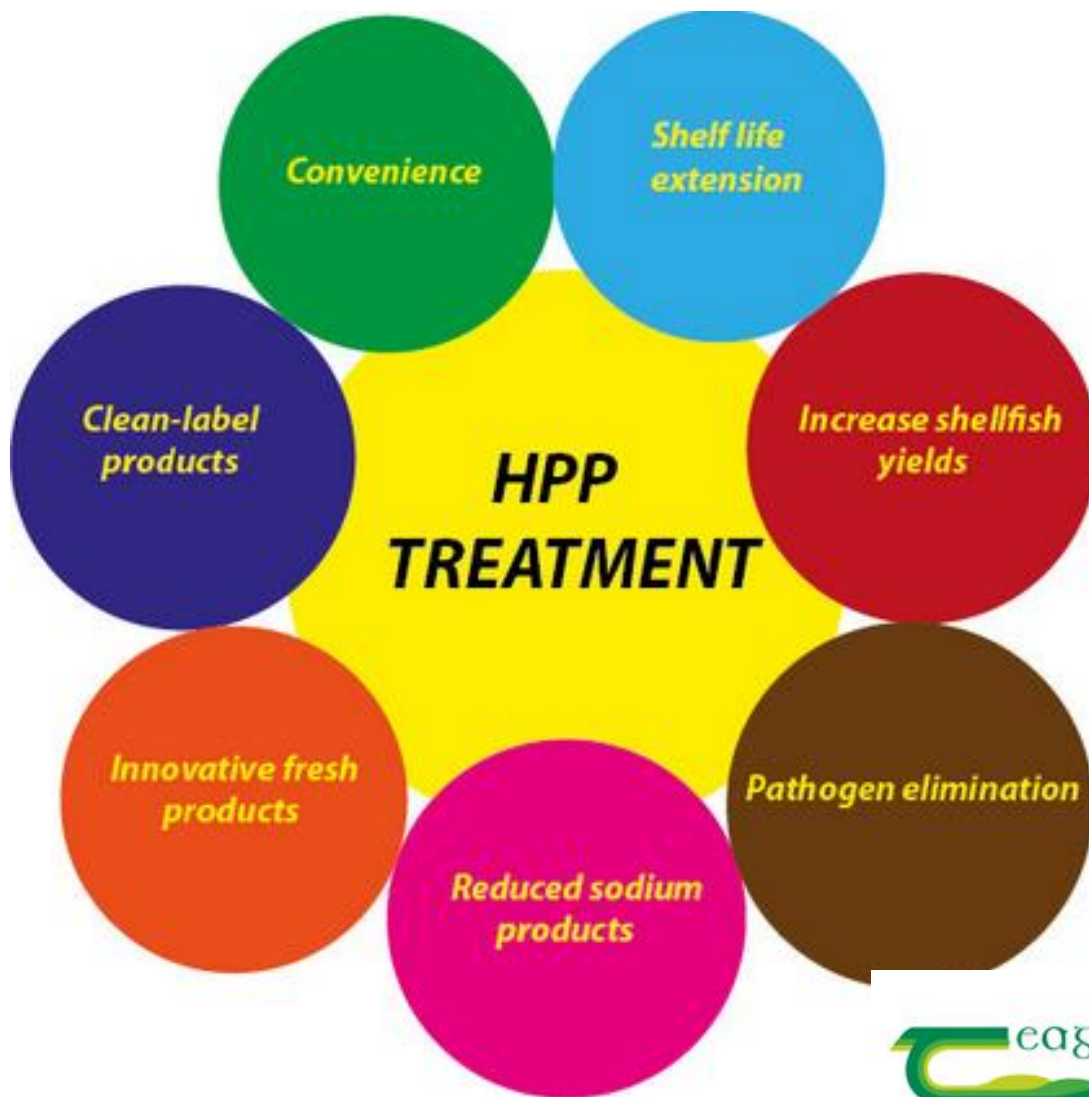 Convenience
Shelf life
extension
Clean-label
products
HPP
TREATMENT
Increase shellfish
yields
Innovative fresh
products
Pathogen elimination
Reduced sodium
products